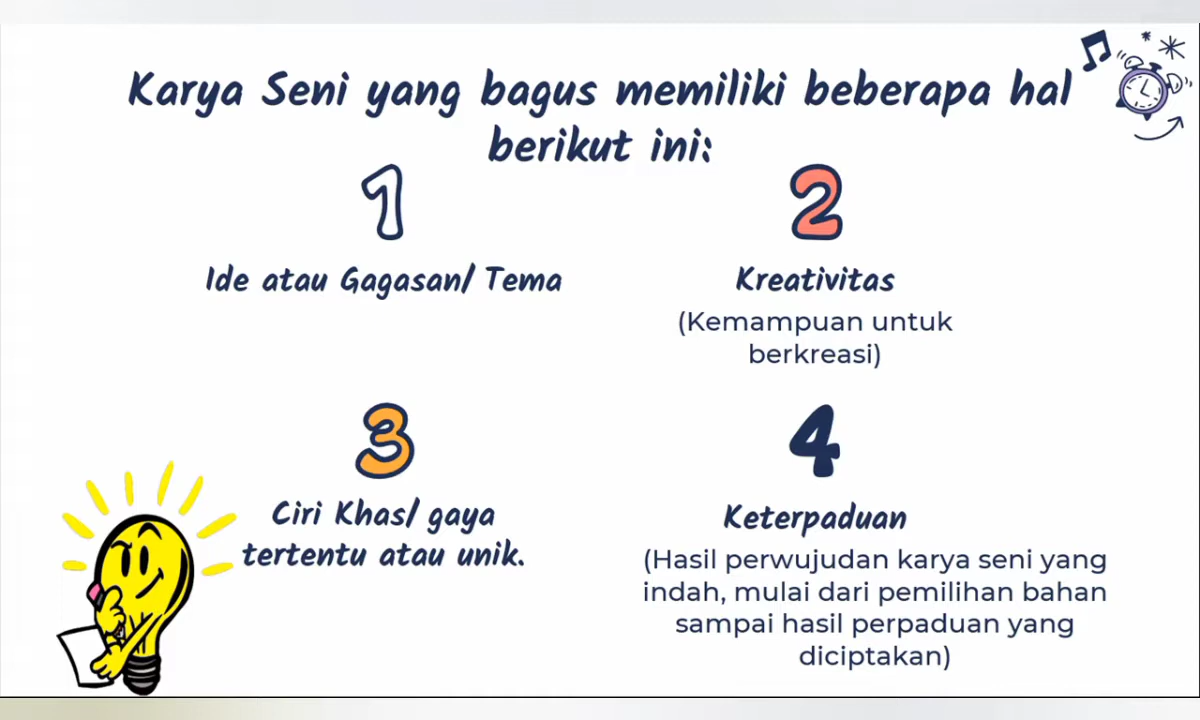 Karya Seni yang bagus memiliki beberapa hal
berikut ini:
1
Ide atau Gagasan/ Tema
2
Kreativitas
(Kemampuan untuk
berkreasi)
3
Ciri Khas/ gaya
tertentu atau unik.
4
Keterpaduan
(Hasil perwujudan karya seni yang
indah, mulai dari pemilihan bahan
sampai hasil perpaduan yang
diciptakan)